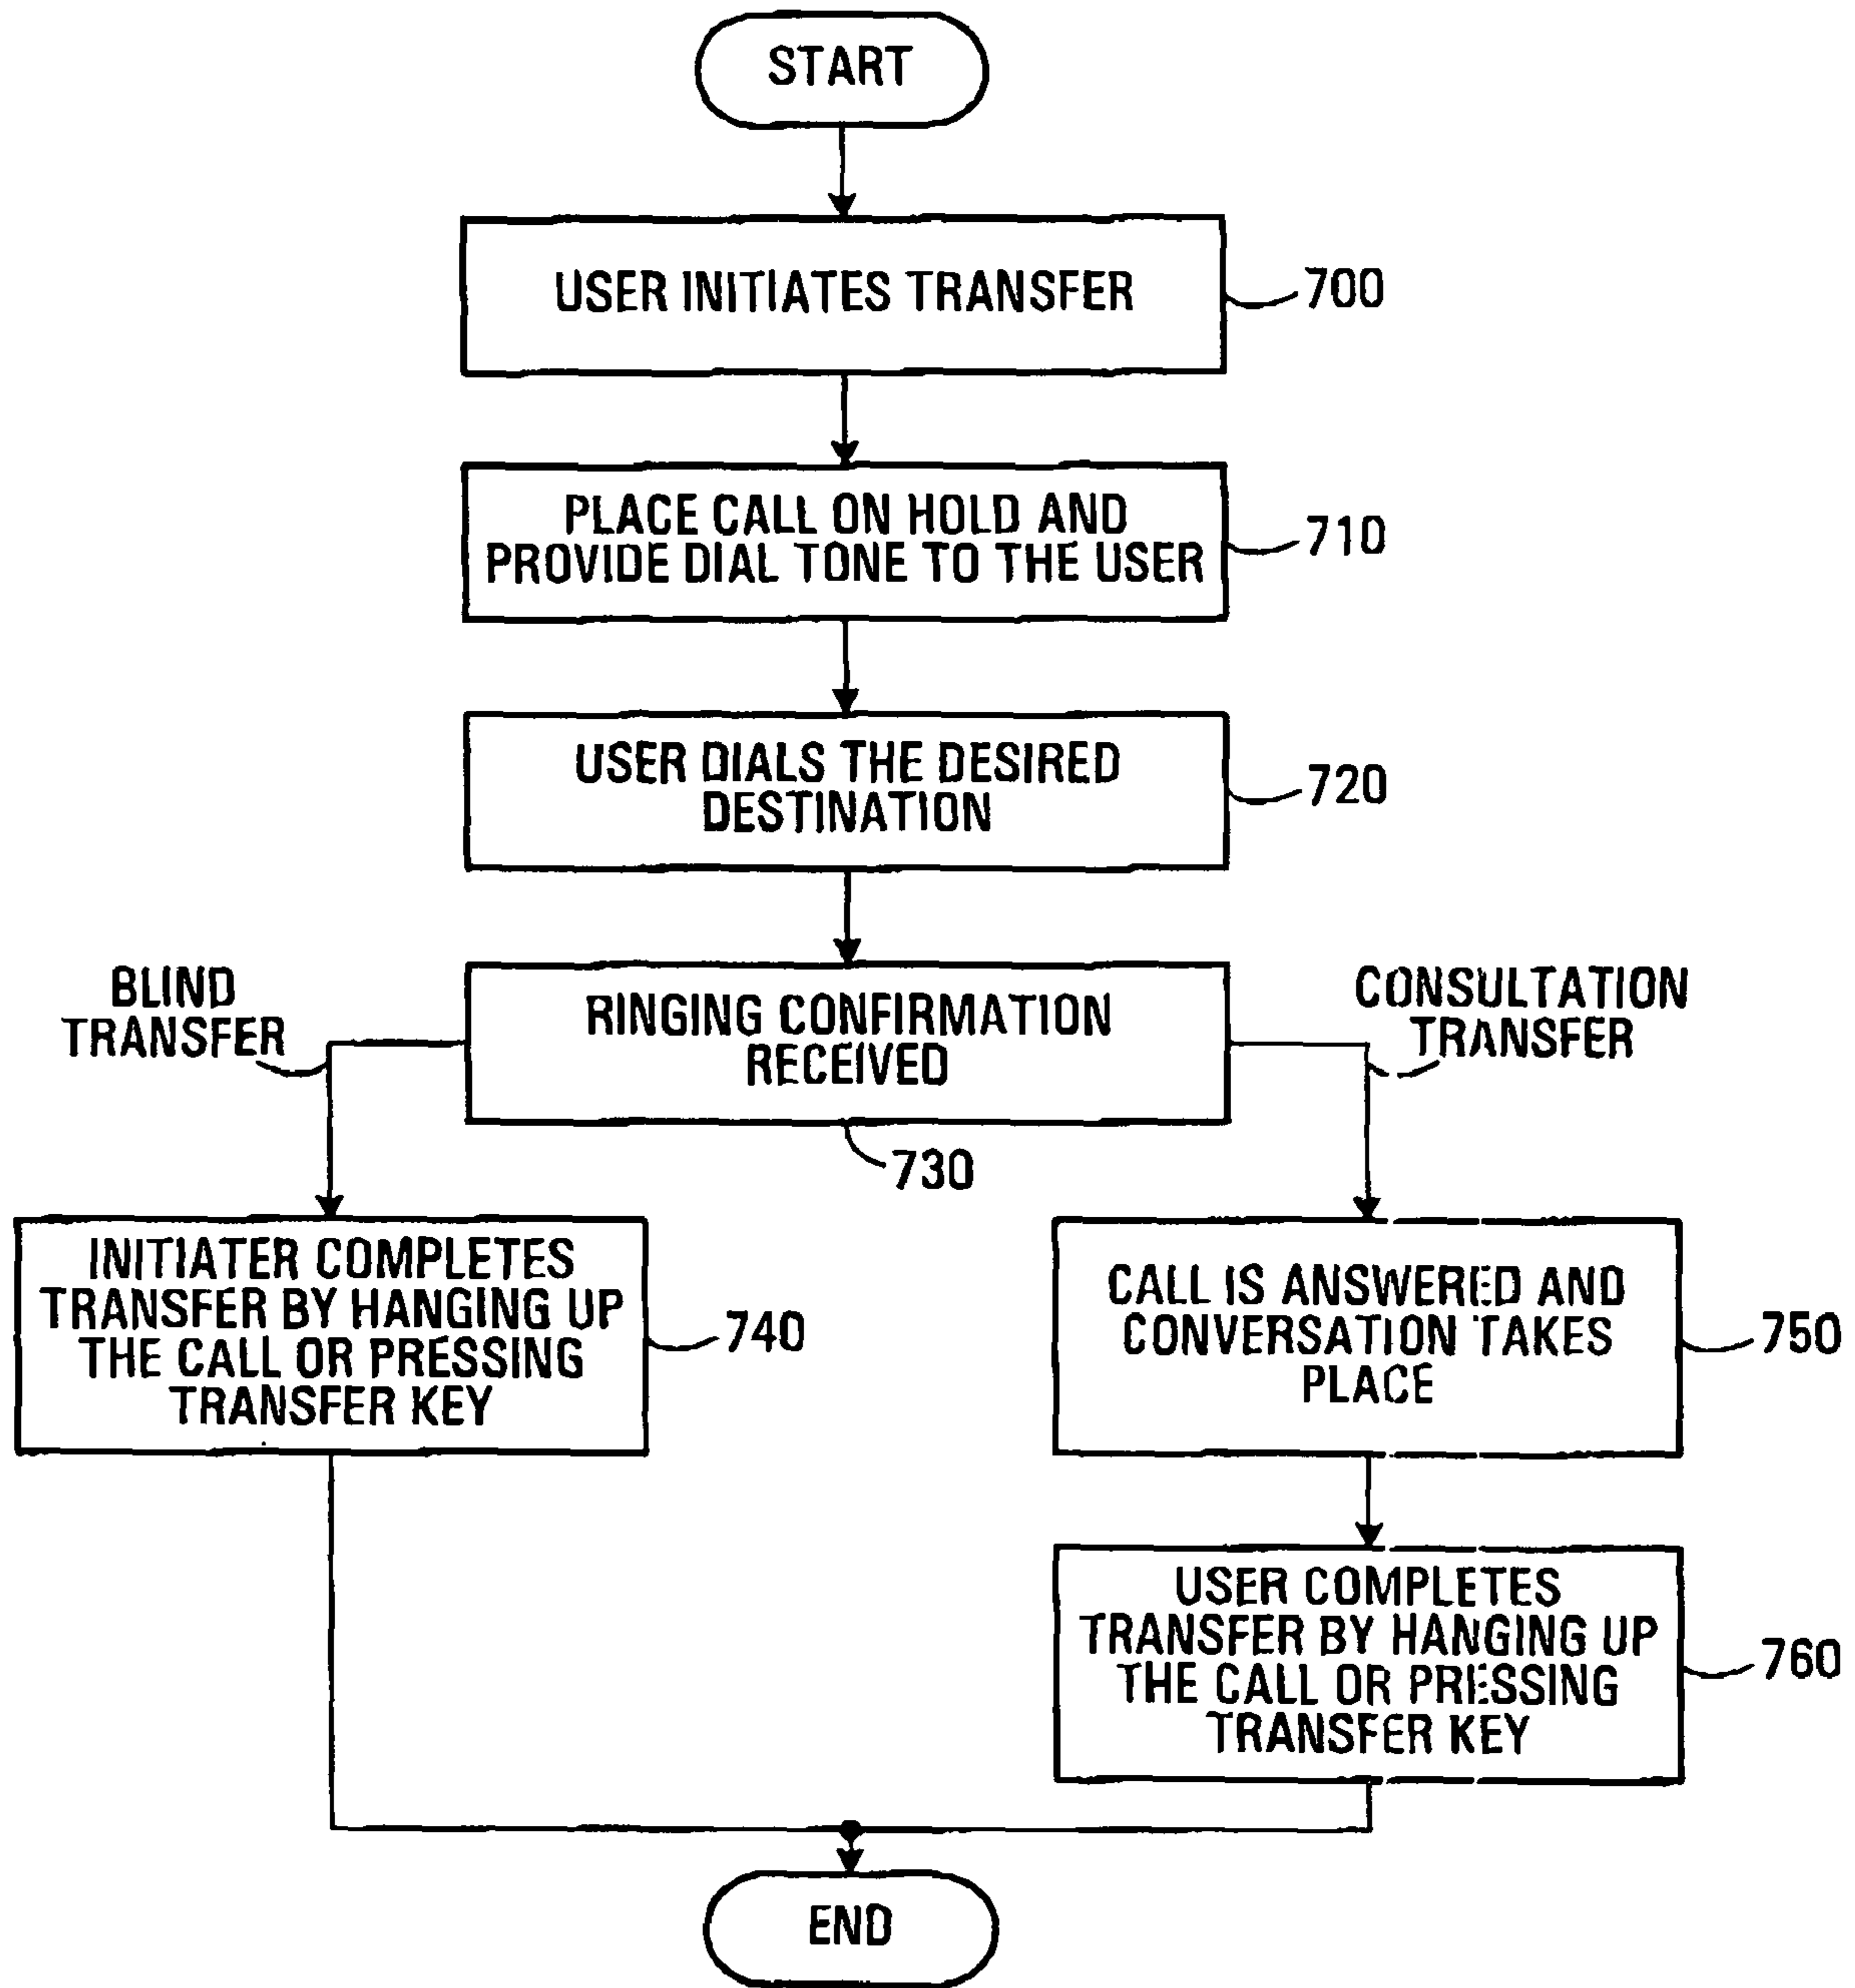 START
USER INITIATES TRANSFER
700
PLACE CALL ON HOLD AND
PROVIDE DIAL TONE TO THE USER
710
USER DIALS THE DESIRED
DESTINATION
720
BLIND
TRANSFER
RINGING CONFIRMATION
RECEIVED
730
CONSULTATION
TRANSFER
INITIATER COMPLETES
TRANSFER BY HANGING UP
THE CALL OR PRESSING
TRANSFER KEY
740
CALL IS ANSWERED AND
CONVERSATION TAKES
PLACE
750
USER COMPLETES
TRANSFER BY HANGING UP
THE CALL OR PRESSING
TRANSFER KEY
760
END